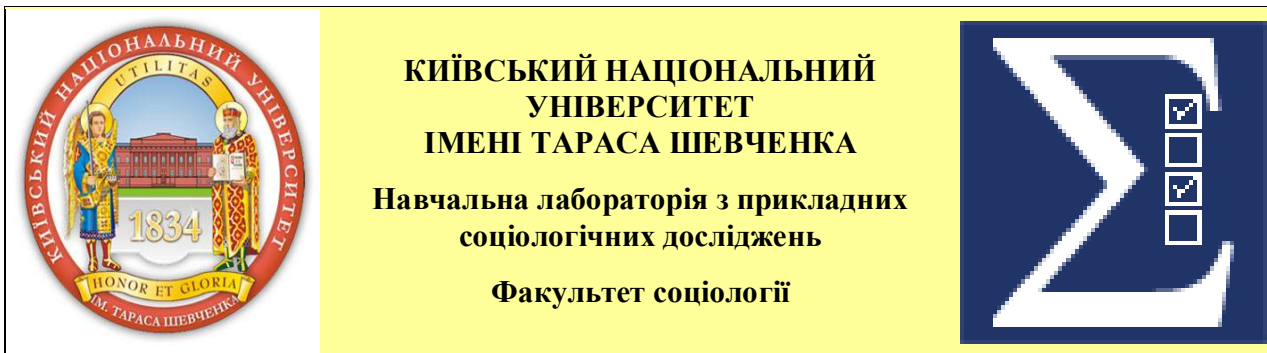 КИЇВСЬКИЙ НАЦІОНАЛЬНИЙ УНІВЕРСИТЕТ
UTILITAS
1834
HONOR ET GLORIA
ІМ. ТАРАСА ШЕВЧЕНКА
КИЇВСЬКИЙ НАЦІОНАЛЬНИЙ
УНІВЕРСИТЕТ
ІМЕНІ ТАРАСА ШЕВЧЕНКА
Навчальна лабораторія з прикладних
соціологічних досліджень
Факультет соціології
Σ